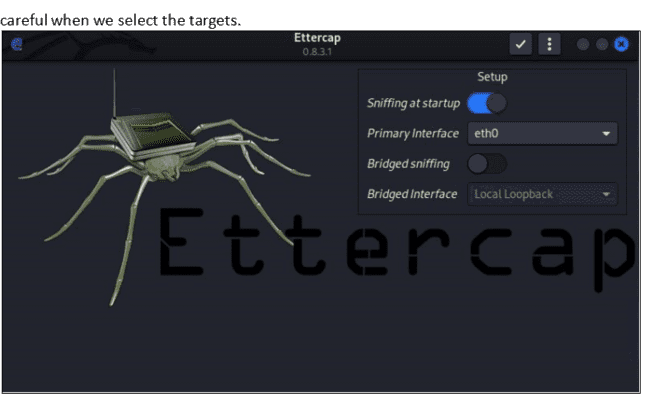 careful when we select the targets.
Ettercap
0.8.3.1
Setup
Sniffing at startup
Primary Interface eth0
Bridged sniffing
Bridged Interface Local Loopback
Ettercap